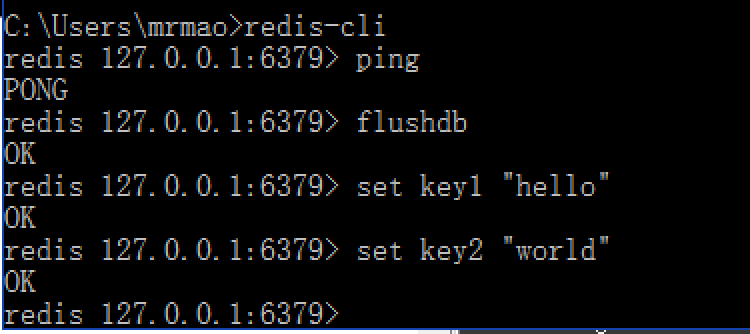 C:\Users\mrmao>redis-cli
redis 127.0.0.1:6379> ping
PONG
redis 127.0.0.1:6379> flushdb
OK
redis 127.0.0.1:6379> set key1 "hello"
OK
redis 127.0.0.1:6379> set key2 "world"
OK
redis 127.0.0.1:6379>